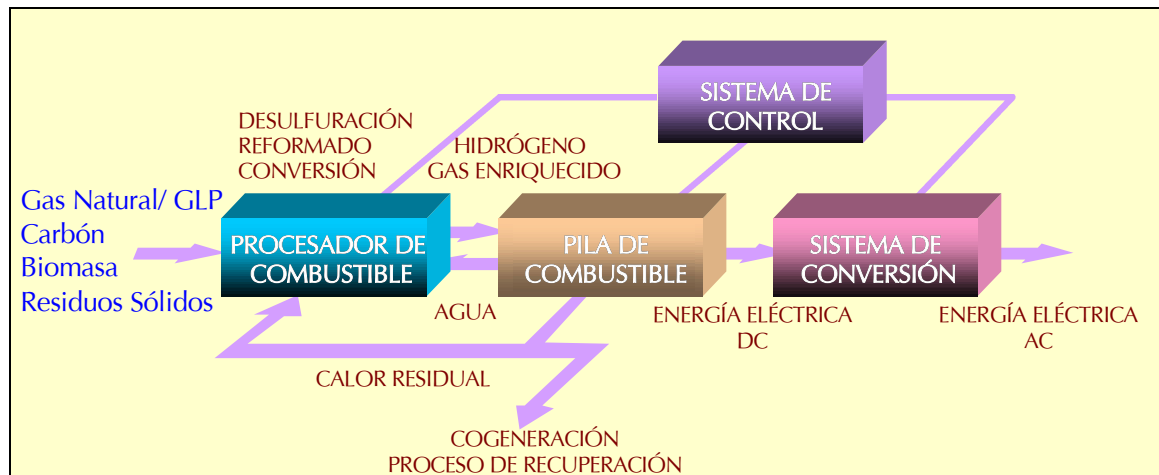 SISTEMA DE
CONTROL
DESULFURACIÓN
REFORMADO
CONVERSIÓN
HIDRÓGENO
GAS ENRIQUECIDO
Gas Natural/ GLP
Carbón
Biomasa
Residuos Sólidos
PROCESADOR DE
COMBUSTIBLE
PILA DE
COMBUSTIBLE
SISTEMA DE
CONVERSIÓN
AGUA
ENERGÍA ELÉCTRICA
DC
ENERGÍA ELÉCTRICA
AC
CALOR RESIDUAL
COGENERACIÓN
PROCESO DE RECUPERACIÓN